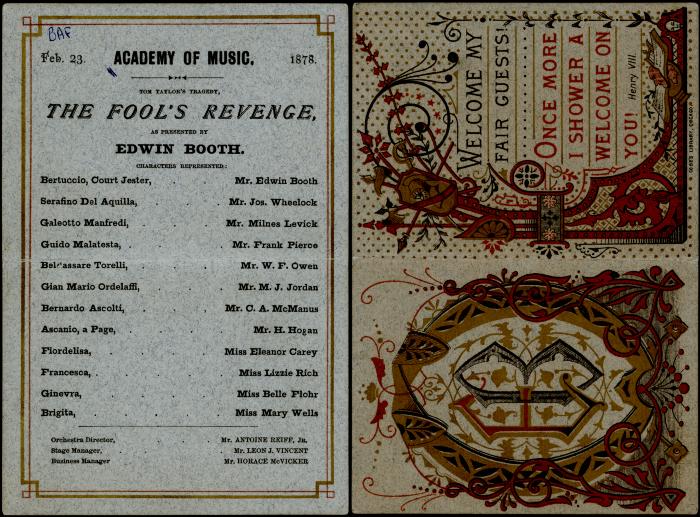 BAF
Feb. 23. ACADEMY OF MUSIC, 1878.
TOM TAYLOR'S TRAGEDY,
THE FOOL'S REVENGE,
AS PRESENTED BY
EDWIN BOOTH.
CHARACTERS REPRESENTED:
Bertuccio, Court Jester, Mr. Edwin Booth
Serafino Del Aquilla, Mr. Jos. Wheelock
Galeotto Manfredi, Mr. Milnes Levick
Guido Malatesta, Mr. Frank Pierce
Beldassare Torelli, Mr. W. F. Owen
Gian Mario Ordelaffi, Mr. M. J. Jordan
Bernardo Ascolti, Mr. C. A. McManus
Ascanio, a Page, Mr. H. Hogan
Fiordelisa, Miss Eleanor Carey
Francesca, Miss Lizzie Rich
Ginevra, Miss Belle Flohr
Brigita, Miss Mary Wells
Orchestra Director, Mr. ANTOINE REIFF, Jr.
Stage Manager, Mr. LEON J. VINCENT
Business Manager Mr. HORACE McVICKER
WELCOME MY
FAIR GUESTS!
ONCE MORE
I SHOWER A
WELCOME ON
YOU! Henry VIII.